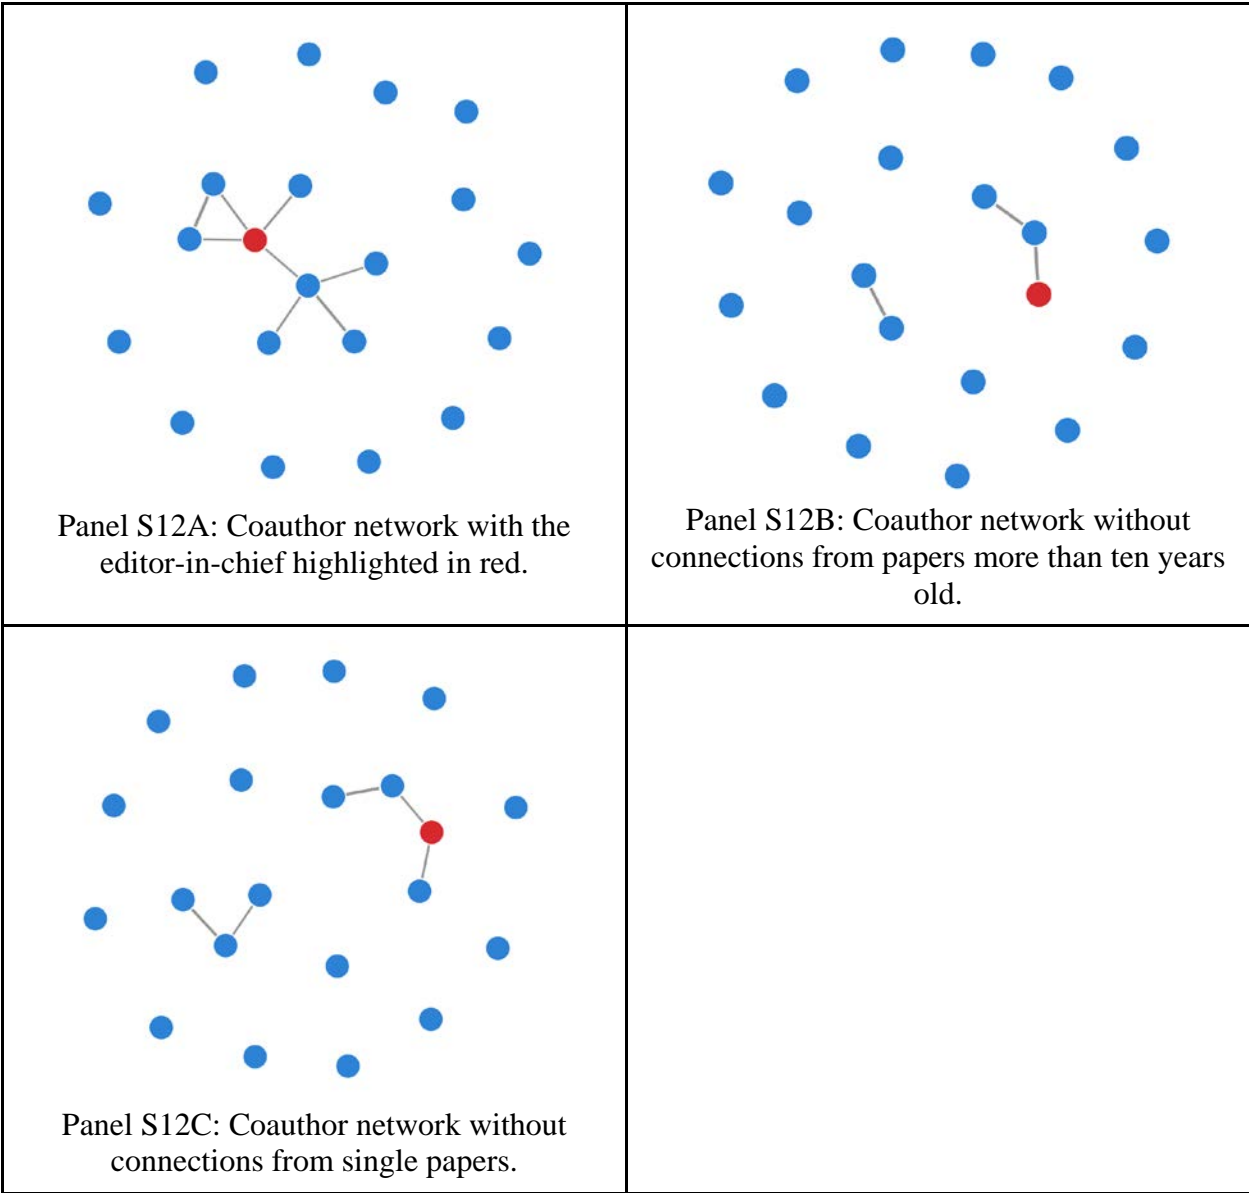 Panel S12A: Coauthor network with the
editor-in-chief highlighted in red.
Panel S12B: Coauthor network without
connections from papers more than ten years
old.
Panel S12C: Coauthor network without
connections from single papers.